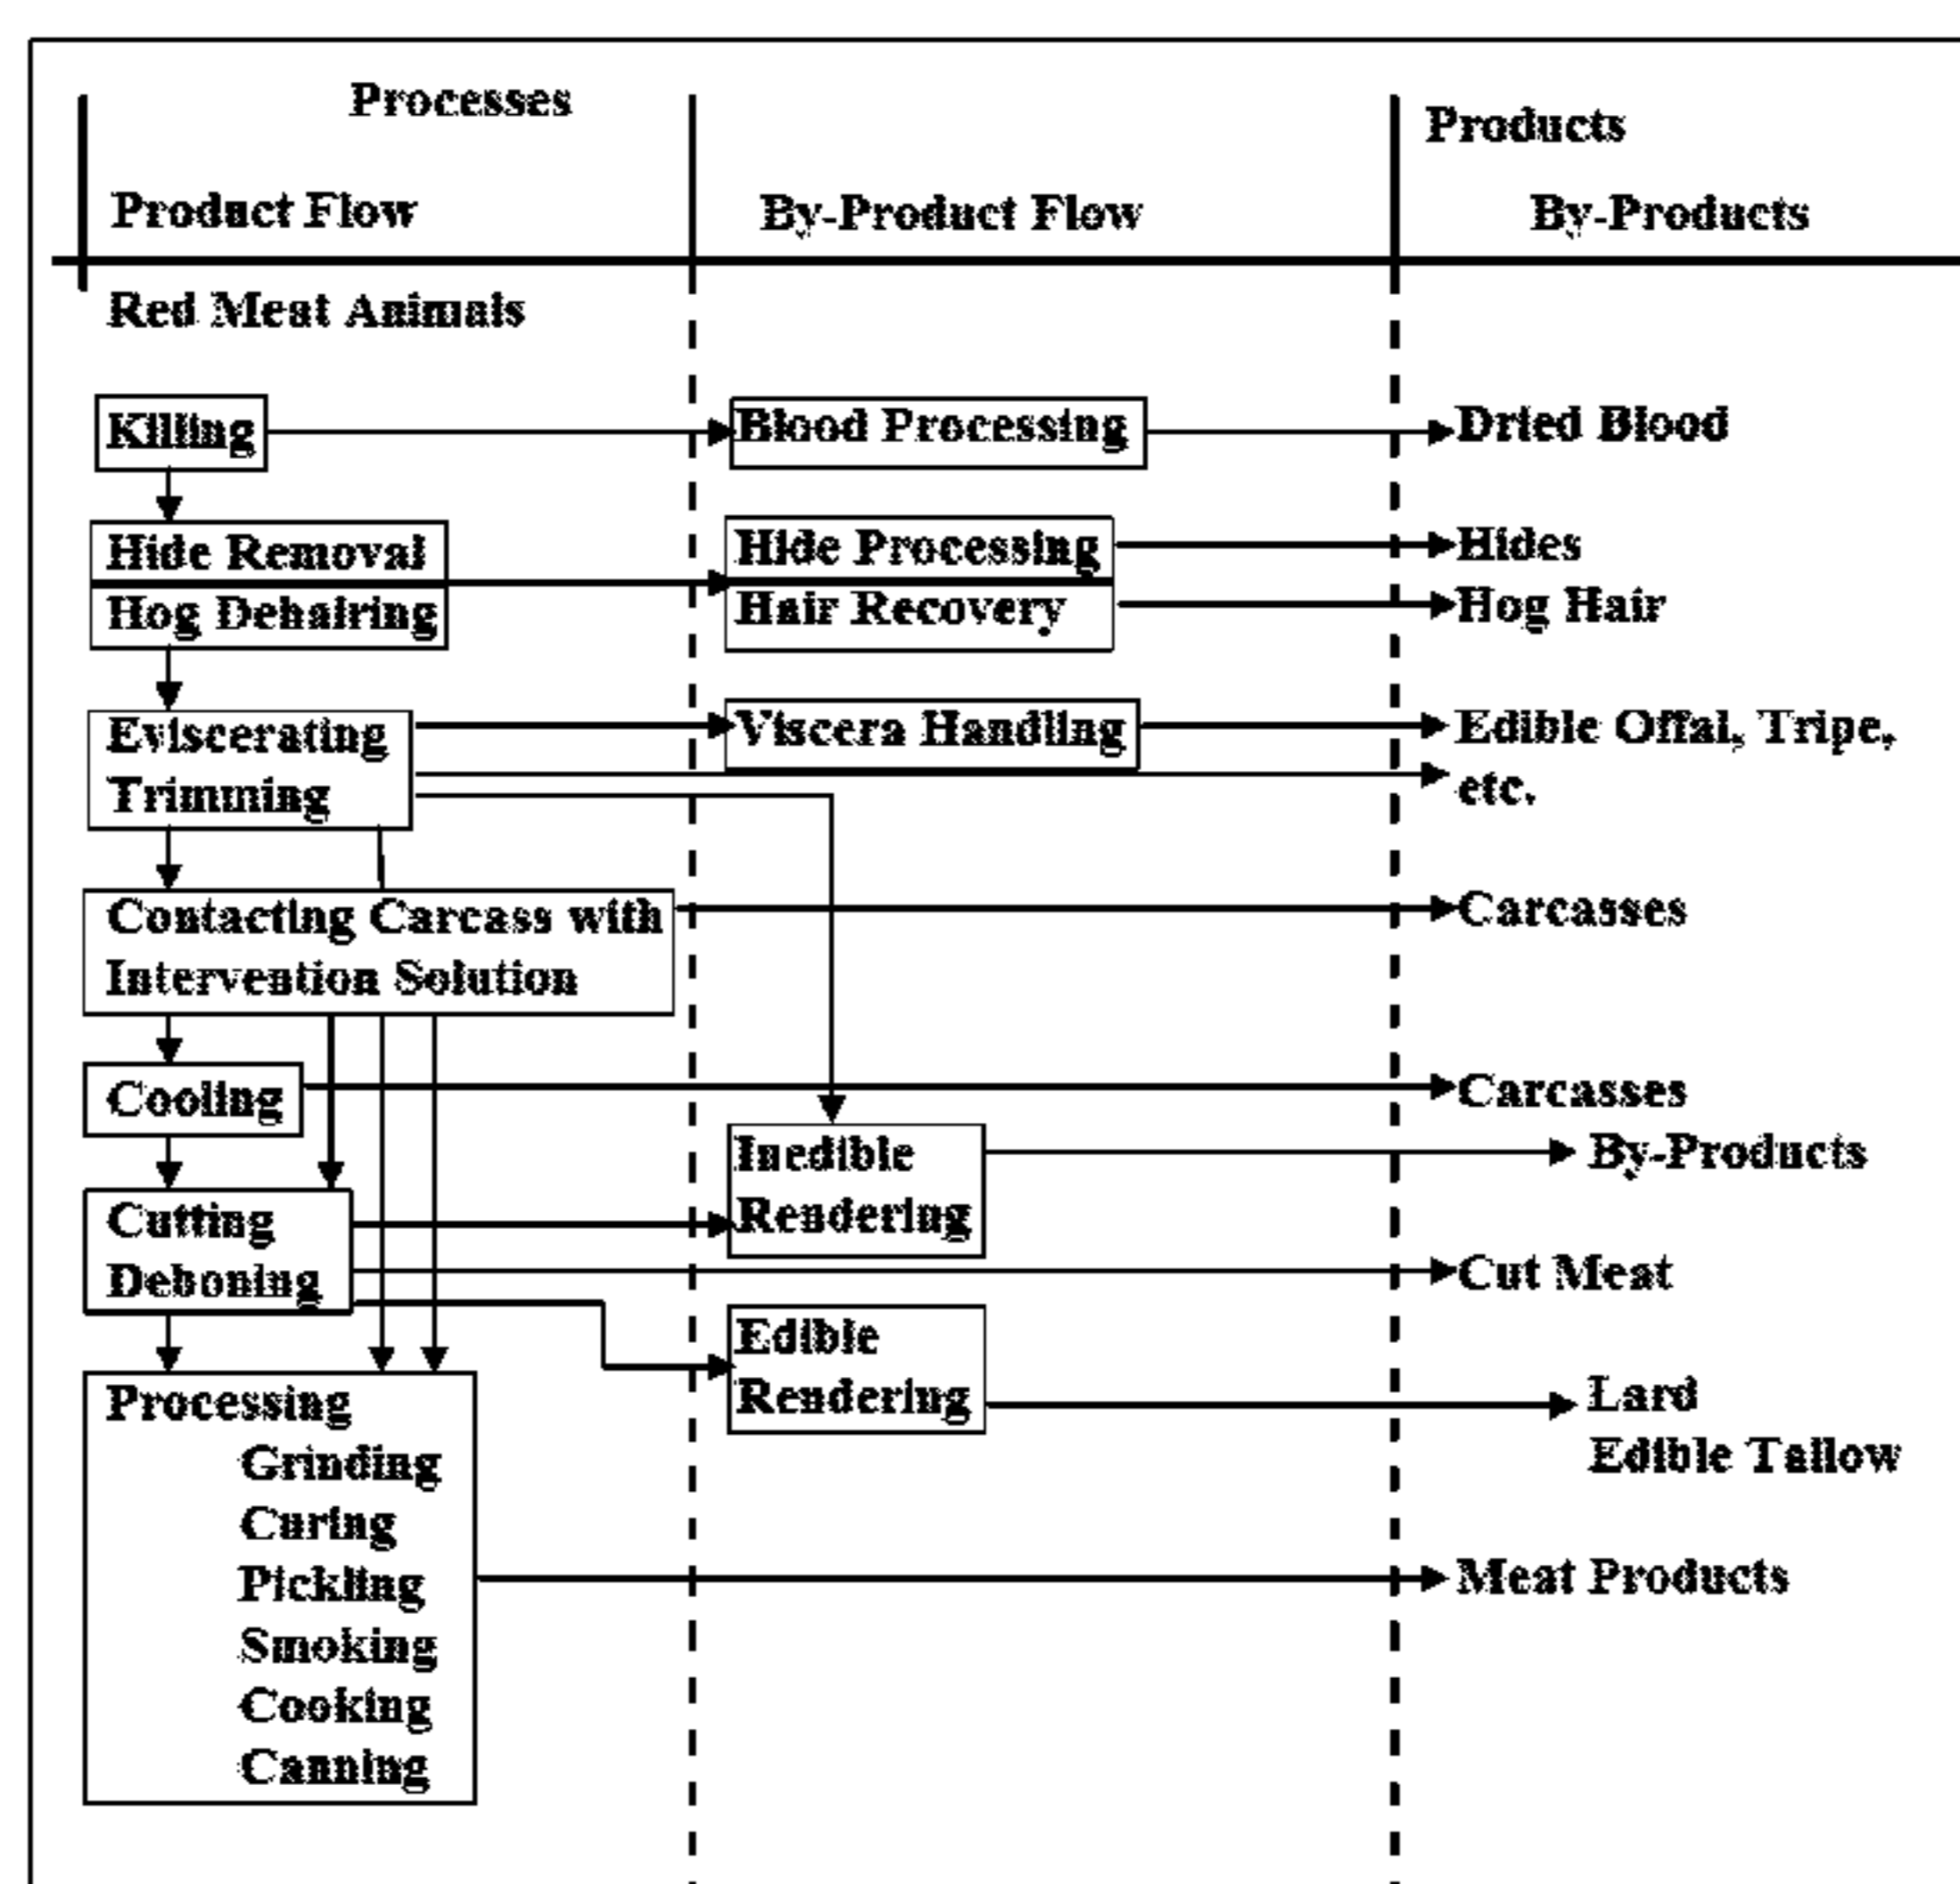 Processes
Products
Product Flow
By-Product Flow
By-Products
Red Meat Animals
Killing
Blood Processing
Dried Blood
Hide Removal
Hide Processing
Hides
Hog Dehairing
Hair Recovery
Hog Hair
Eviscerating
Viscera Handling
Edible Offal, Tripe,
Trimming
etc.
Contacting Carcass with
Carcasses
Intervention Solution
Cooling
Carcasses
Inedible
By-Products
Cutting
Rendering
Deboning
Cut Meat
Edible
Rendering
Lard
Edible Tallow
Processing
Grinding
Curing
Pickling
Meat Products
Smoking
Cooking
Canning